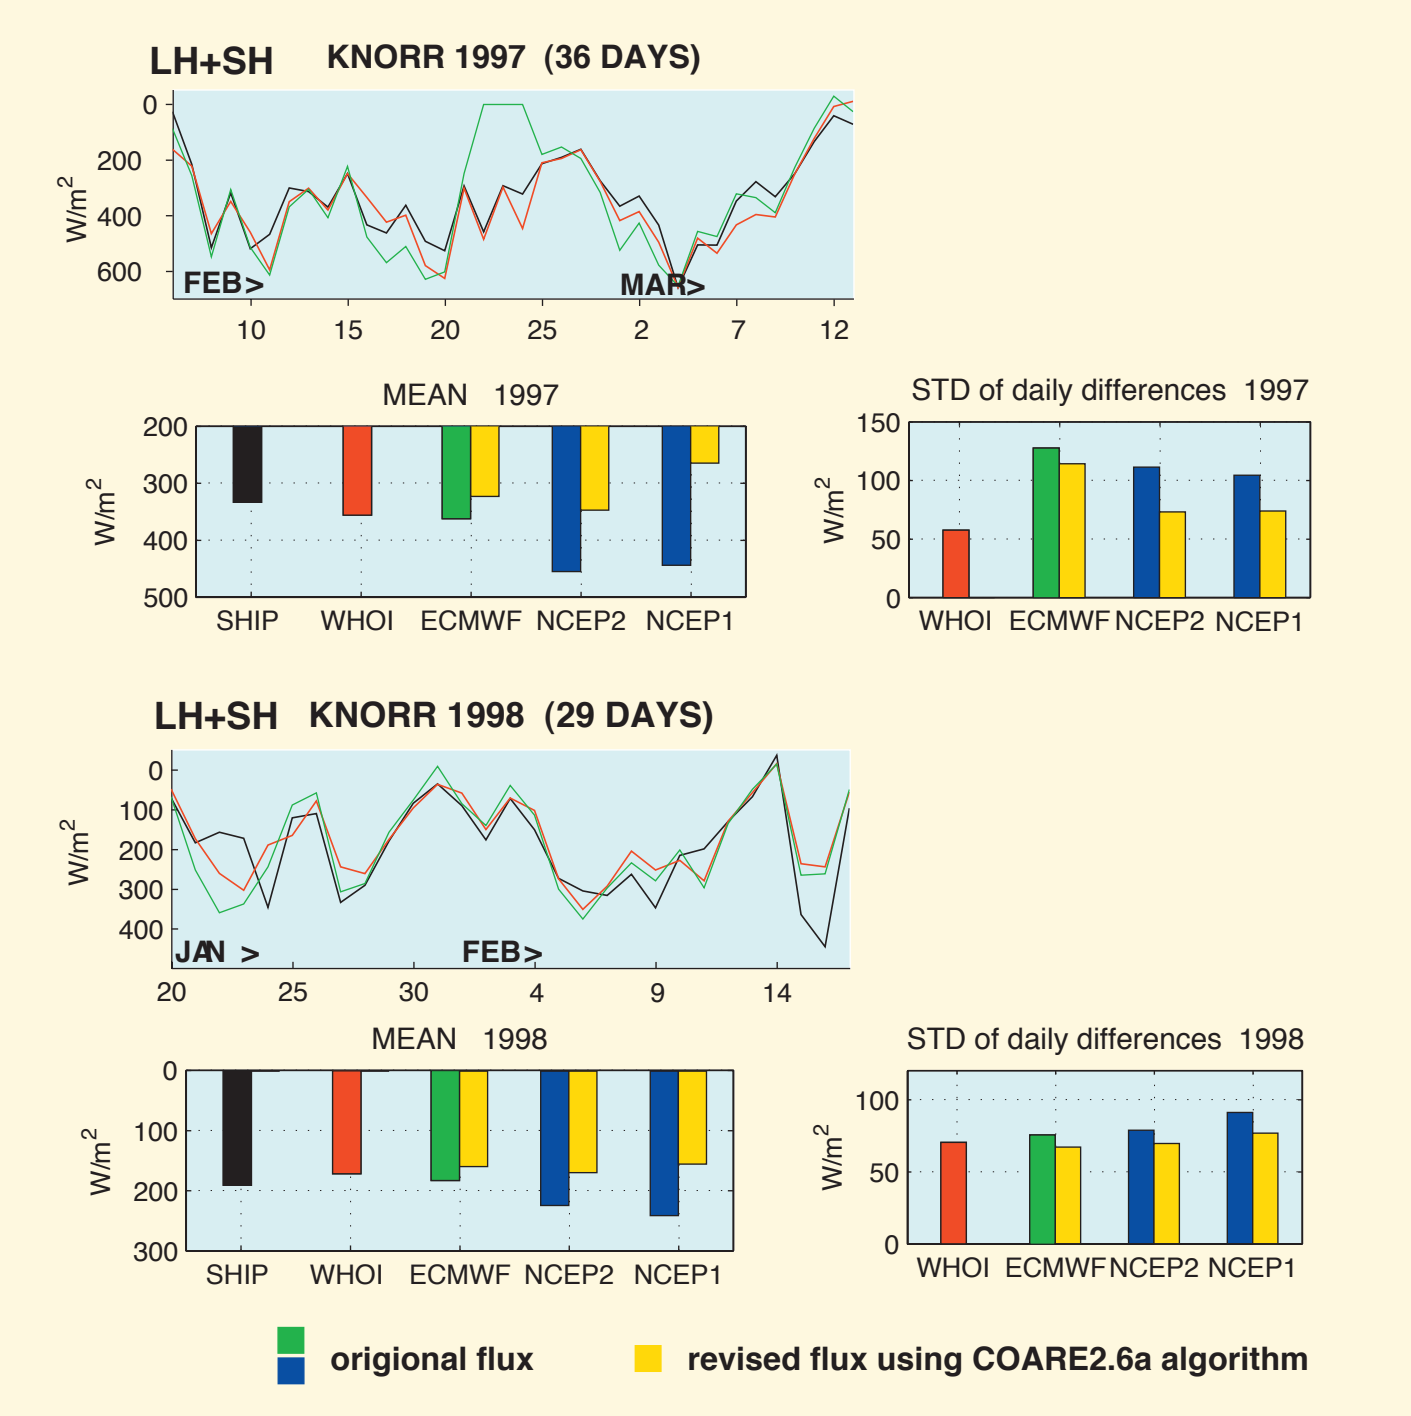 LH+SH KNORR 1997 (36 DAYS)
0
200
400
600
W/m2
FEB>
MAR>
10 15 20 25 2 7 12
MEAN 1997
200
300
400
500
W/m2
SHIP WHOI ECMWF NCEP2 NCEP1
STD of daily differences 1997
150
100
50
0
W/m2
WHOI ECMWF NCEP2 NCEP1
LH+SH KNORR 1998 (29 DAYS)
0
100
200
300
400
W/m2
JAN >
FEB>
20 25 30 4 9 14
MEAN 1998
0
100
200
300
W/m2
SHIP WHOI ECMWF NCEP2 NCEP1
STD of daily differences 1998
100
50
0
W/m2
WHOI ECMWF NCEP2 NCEP1
origional flux
revised flux using COARE2.6a algorithm